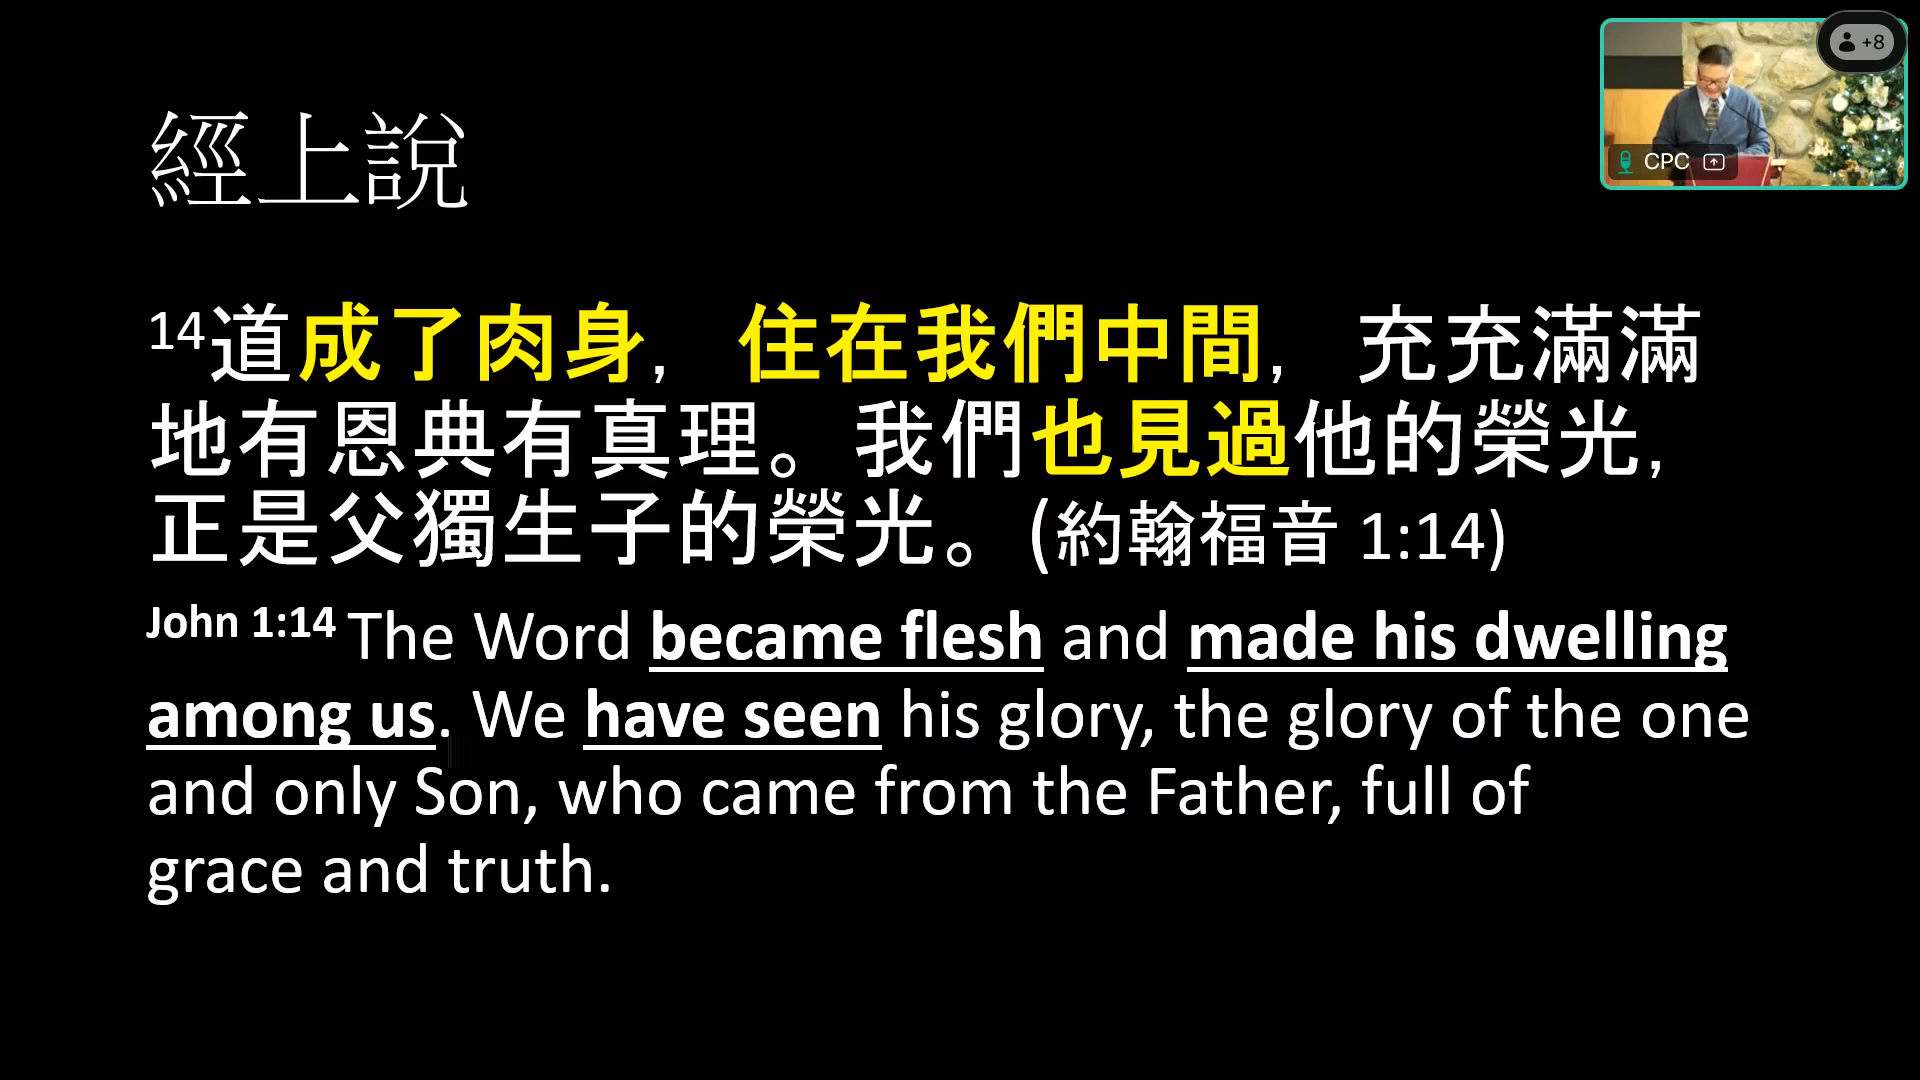 經上說
14道成了肉身, 住在我們中間, 充充滿滿
地有恩典有真理。我們也見過他的榮光,
正是父獨生子的榮光。(約翰福音 1:14)
John 1:14 The Word became flesh and made his dwelling
among us. We have seen his glory, the glory of the one
and only Son, who came from the Father, full of
grace and truth.
+8
CPC